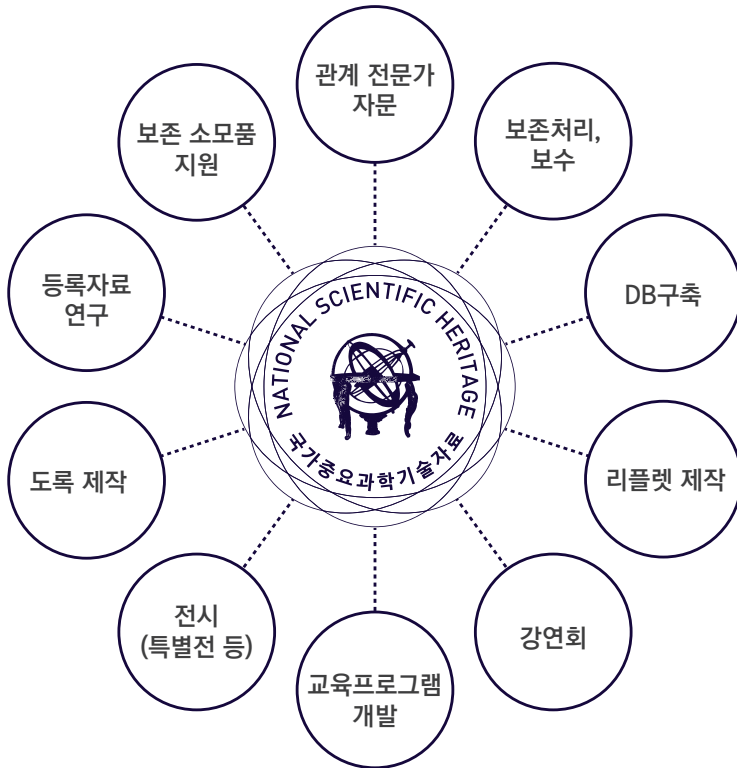 관계 전문가
자문
보존처리,
보수
DB구축
리플렛 제작
강연회
교육프로그램
개발
전시
(특별전 등)
도록 제작
등록자료
연구
보존 소모품
지원
NATIONAL SCIENTIFIC HERITAGE
국가중요과학기술자료